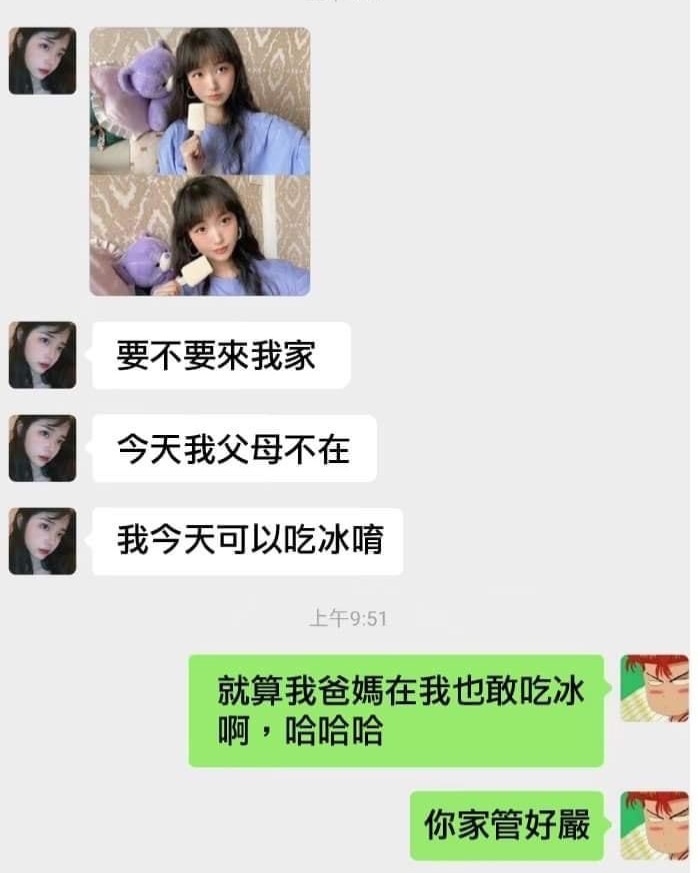 要不要來我家
今天我父母不在
我今天可以吃冰唷
上午9:51
就算我爸媽在我也敢吃冰
啊，哈哈哈
你家管好嚴